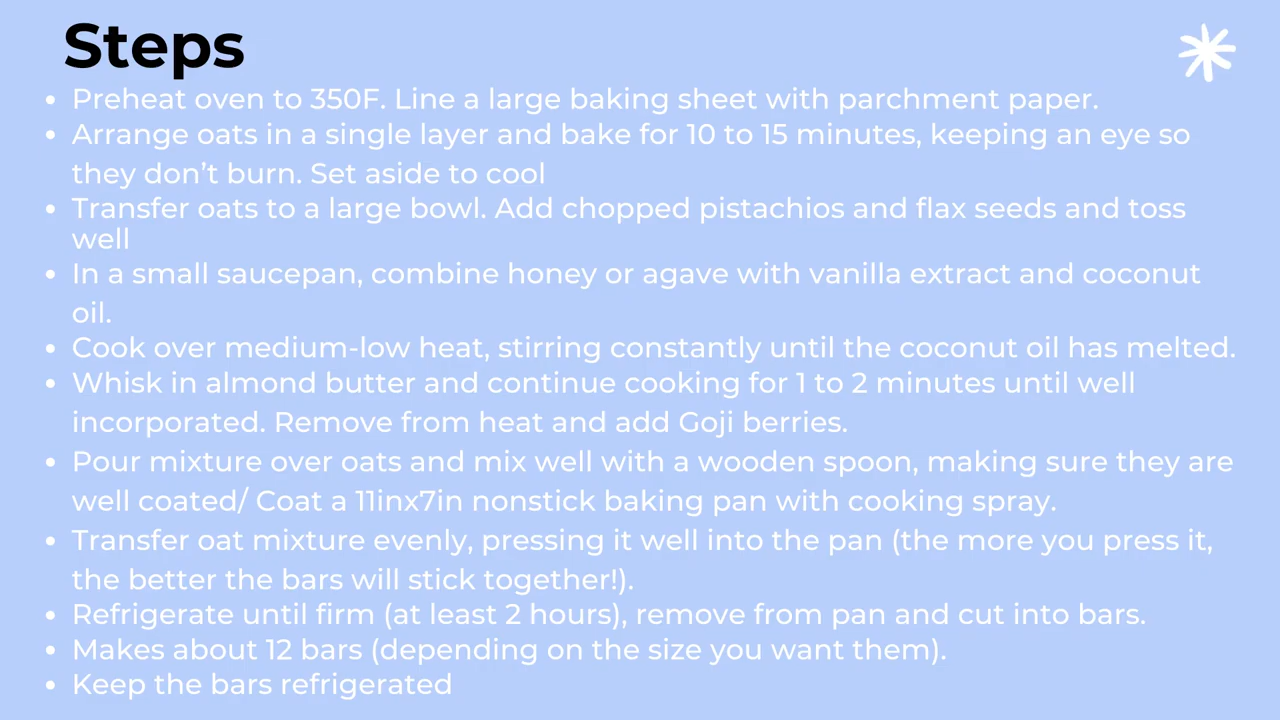 Steps
• Preheat oven to 350F. Line a large baking sheet with parchment paper.
• Arrange oats in a single layer and bake for 10 to 15 minutes, keeping an eye so
they don’t burn. Set aside to cool
• Transfer oats to a large bowl. Add chopped pistachios and flax seeds and toss
well
• In a small saucepan, combine honey or agave with vanilla extract and coconut
oil.
• Cook over medium-low heat, stirring constantly until the coconut oil has melted.
• Whisk in almond butter and continue cooking for 1 to 2 minutes until well
incorporated. Remove from heat and add Goji berries.
• Pour mixture over oats and mix well with a wooden spoon, making sure they are
well coated/ Coat a 11inx7in nonstick baking pan with cooking spray.
• Transfer oat mixture evenly, pressing it well into the pan (the more you press it,
the better the bars will stick together!).
• Refrigerate until firm (at least 2 hours), remove from pan and cut into bars.
• Makes about 12 bars (depending on the size you want them).
• Keep the bars refrigerated